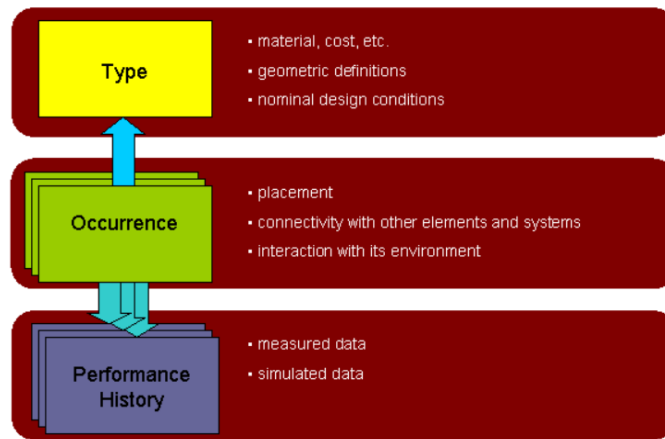 Type
• material, cost, etc.
• geometric definitions
• nominal design conditions
Occurrence
• placement
• connectivity with other elements and systems
• interaction with its environment
Performance
History
• measured data
• simulated data